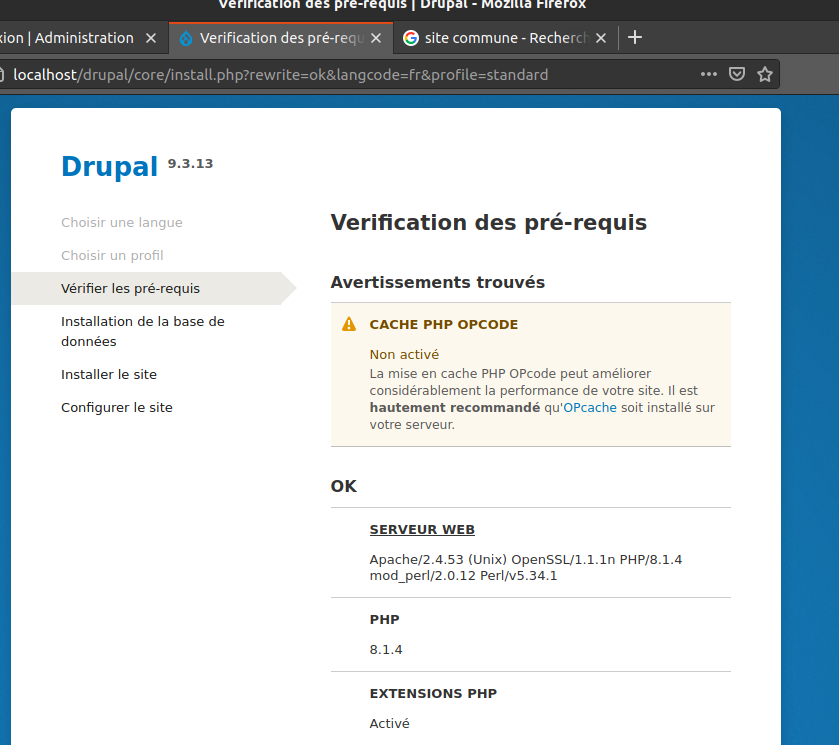 Vérification des pré-requis | Drupal - Mozilla Firefox
xion | Administration
Verification des pré-requ
site commune - Recherch
localhost/drupal/core/install.php?rewrite=ok&langcode=fr&profile=standard
Drupal 9.3.13
Choisir une langue
Choisir un profil
Vérifier les pré-requis
Installation de la base de
données
Installer le site
Configurer le site
Verification des pré-requis
Avertissements trouvés
CACHE PHP OPCODE
Non activé
La mise en cache PHP OPcode peut améliorer
considérablement la performance de votre site. Il est
hautement recommandé qu'OPcache soit installé sur
votre serveur.
OK
SERVEUR WEB
Apache/2.4.53 (Unix) OpenSSL/1.1.1n PHP/8.1.4
mod_perl/2.0.12 Perl/v5.34.1
PHP
8.1.4
EXTENSIONS PHP
Activé